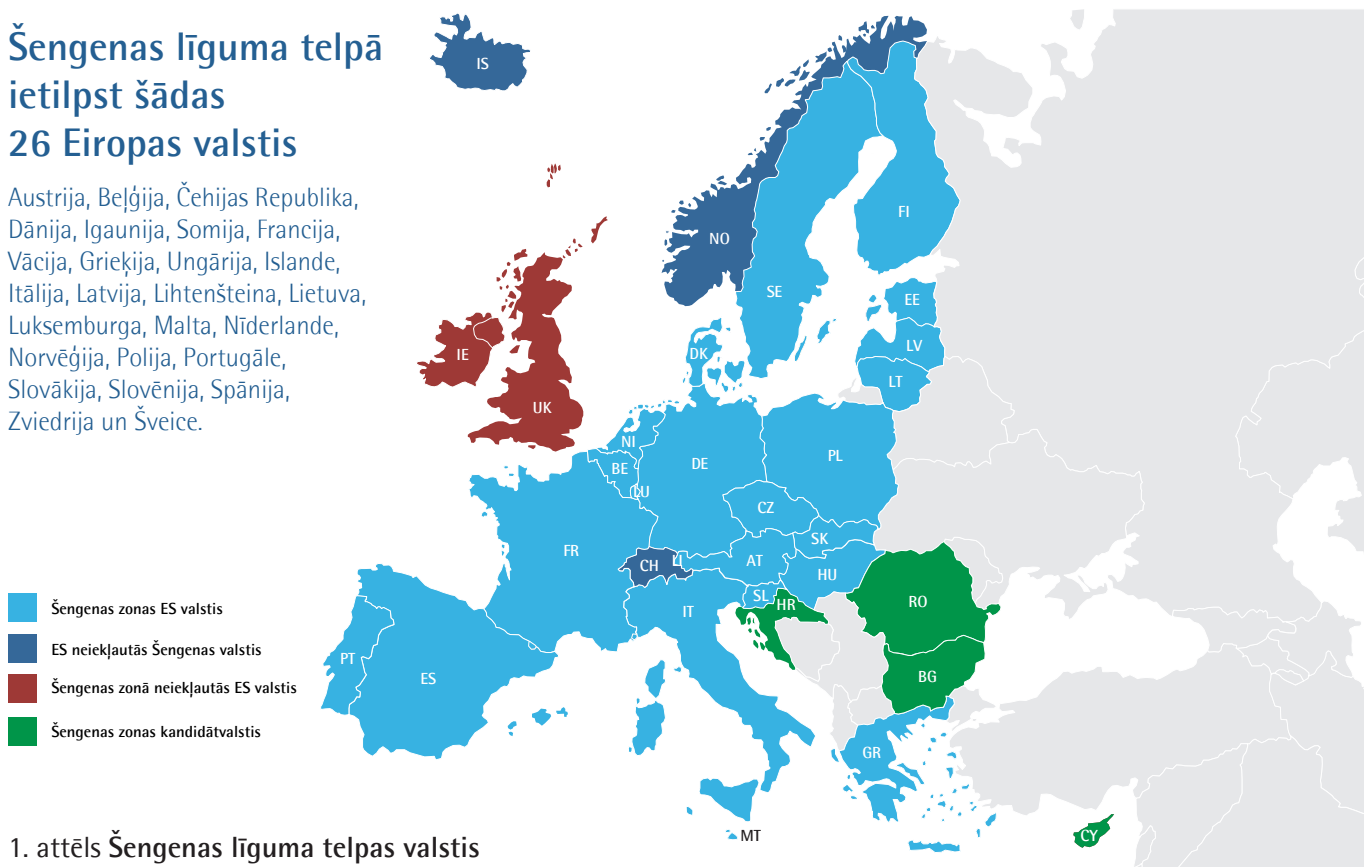 Šengenas līguma telpā
ietilpst šādas
26 Eiropas valstis
Austrija, Beļģija, Čehijas Republika,
Dānija, Igaunija, Somija, Francija,
Vācija, Grieķija, Ungārija, Islande,
Itālija, Latvija, Lihtenšteina, Lietuva,
Luksemburga, Malta, Nīderlande,
Norvēģija, Polija, Portugāle,
Slovākija, Slovēnija, Spānija,
Zviedrija un Šveice.
IS
NO
FI
SE
EE
LV
LT
DK
IE
UK
NI
BE
LU
DE
PL
CZ
SK
FR
CH
LI
AT
HU
SL
HR
IT
RO
BG
PT
ES
GR
MT
CY
Šengenas zonas ES valstis
ES neiekļautās Šengenas valstis
Šengenas zonā neiekļautās ES valstis
Šengenas zonas kandidātvalstis
1. attēls Šengenas līguma telpas valstis